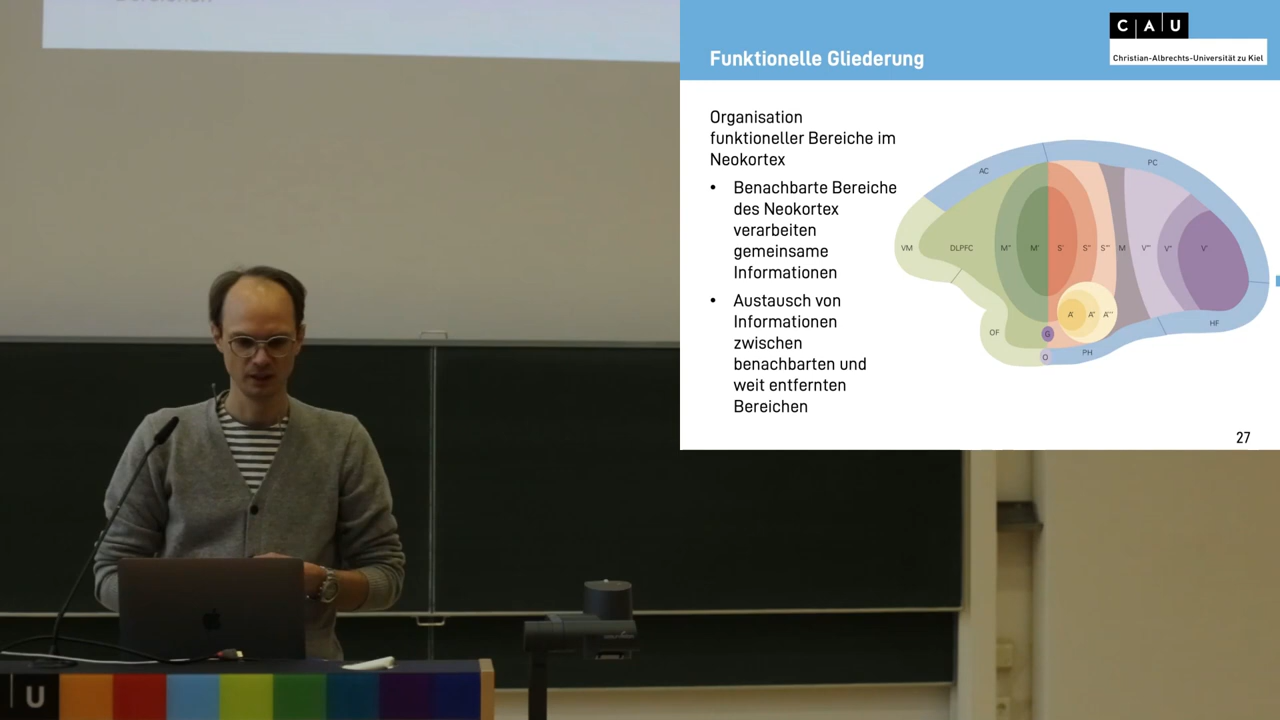 Bereichen
Funktionelle Gliederung
C A U
Christian-Albrechts-Universität zu Kiel
Organisation
funktioneller Bereiche im
Neokortex
• Benachbarte Bereiche
des Neokortex
verarbeiten
gemeinsame
Informationen
• Austausch von
Informationen
zwischen
benachbarten und
weit entfernten
Bereichen
AC
PC
VM
DLPFC
M''
M'
S'
S''
S'''
M
V'''
V''
V'
A'
A''
A'''
OF
G
O
PH
HF
27
U